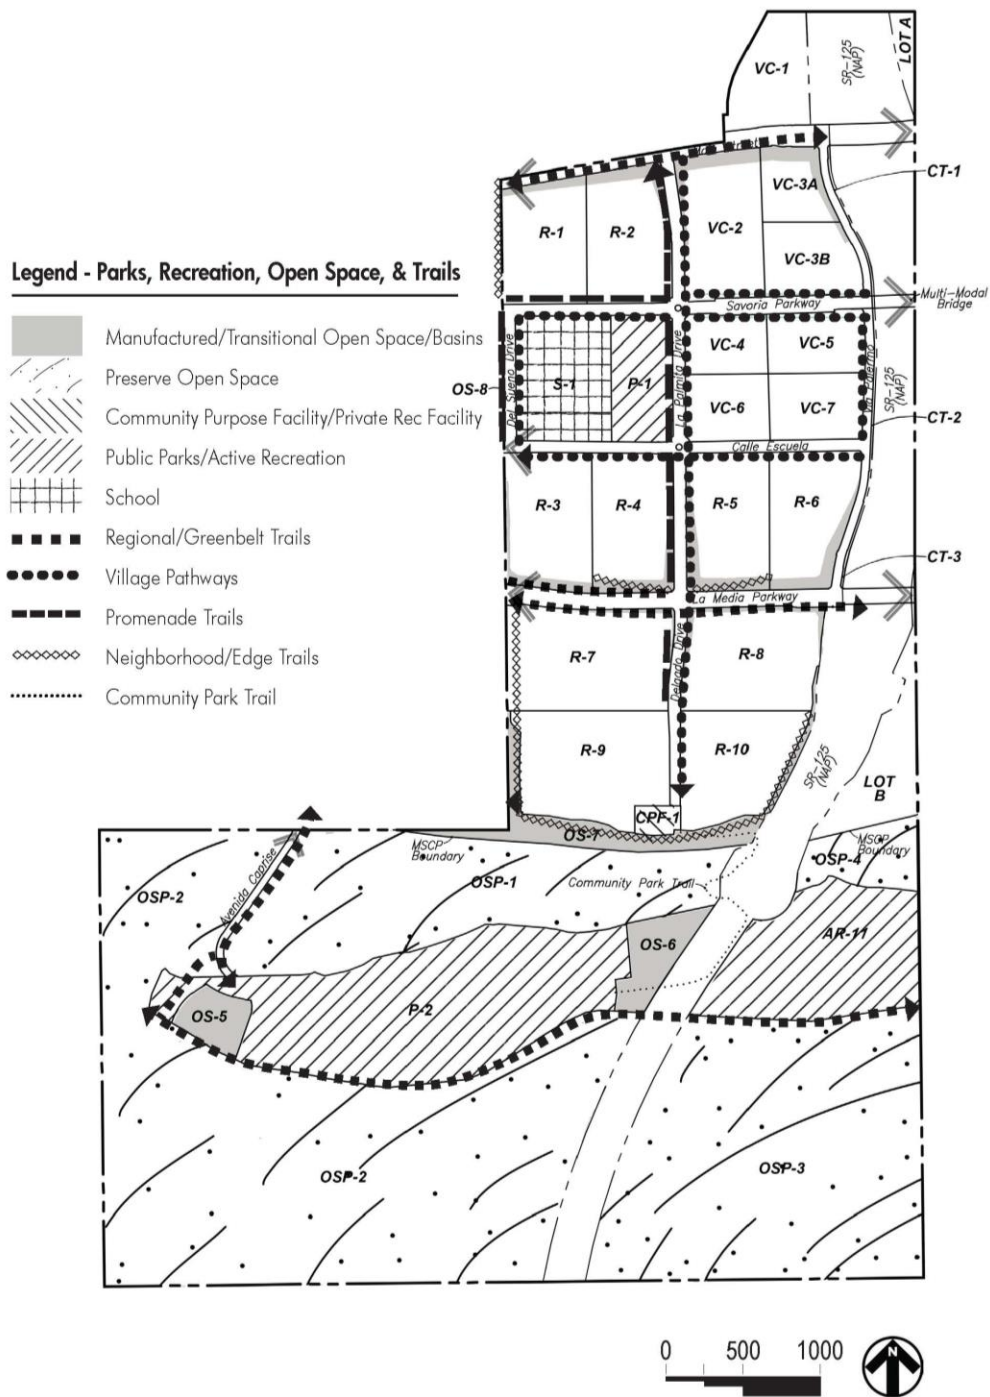 LOT A
VC-1
SR-125
(NAP)
CT-1
VC-3A
R-1
R-2
VC-2
VC-3B
Legend - Parks, Recreation, Open Space, & Trails
Manufactured/Transitional Open Space/Basins
Preserve Open Space
Community Purpose Facility/Private Rec Facility
Public Parks/Active Recreation
School
Regional/Greenbelt Trails
Village Pathways
Promenade Trails
Neighborhood/Edge Trails
Community Park Trail
Multi-Modal
Bridge
Savoria Parkway
VC-4
VC-5
Del Sueno Drive
La Palmita Drive
Via Palermo
SR-125
(NAP)
OS-8
S-1
P-1
VC-6
VC-7
CT-2
Calle Escuela
R-3
R-4
R-5
R-6
CT-3
La Media Parkway
R-7
Delgado Drive
R-8
R-9
R-10
SR-125
(NAP)
LOT
B
CPF-1
OS-7
MSCP
Boundary
MSCP
Boundary
OSP-4
OSP-2
Avenida Caprise
OSP-1
Community Park Trail
OS-6
AR-11
OS-5
P-2
OSP-2
OSP-3
0 500 1000
N